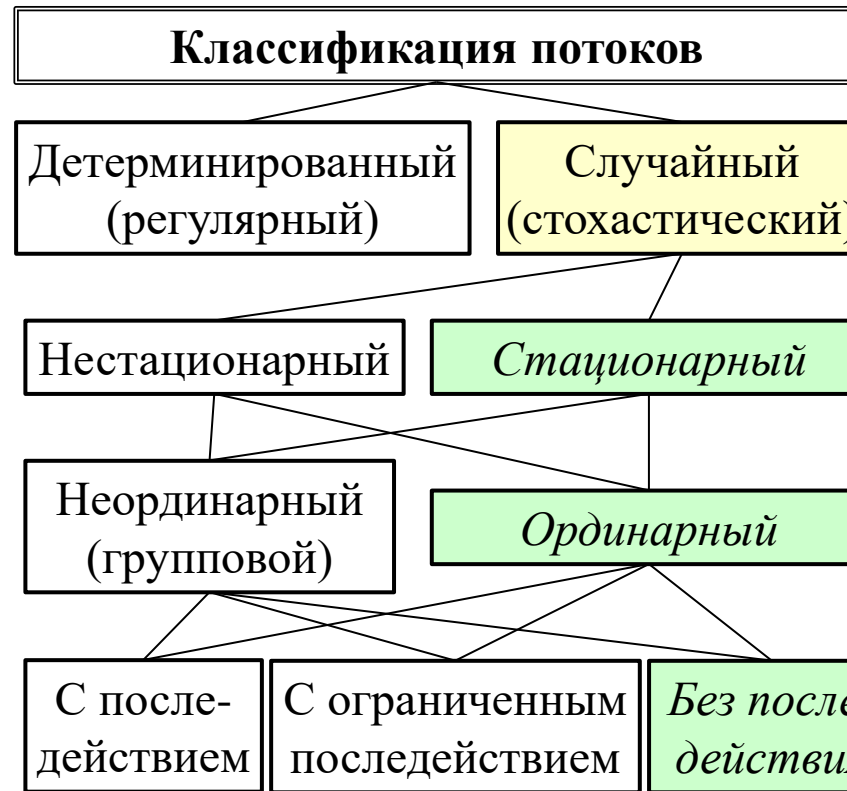 Классификация потоков
Детерминированный
(регулярный)
Случайный
(стохастический)
Нестационарный
Стационарный
Неординарный
(групповой)
Ординарный
С после-
действием
С ограниченным
последействием
Без после
действи